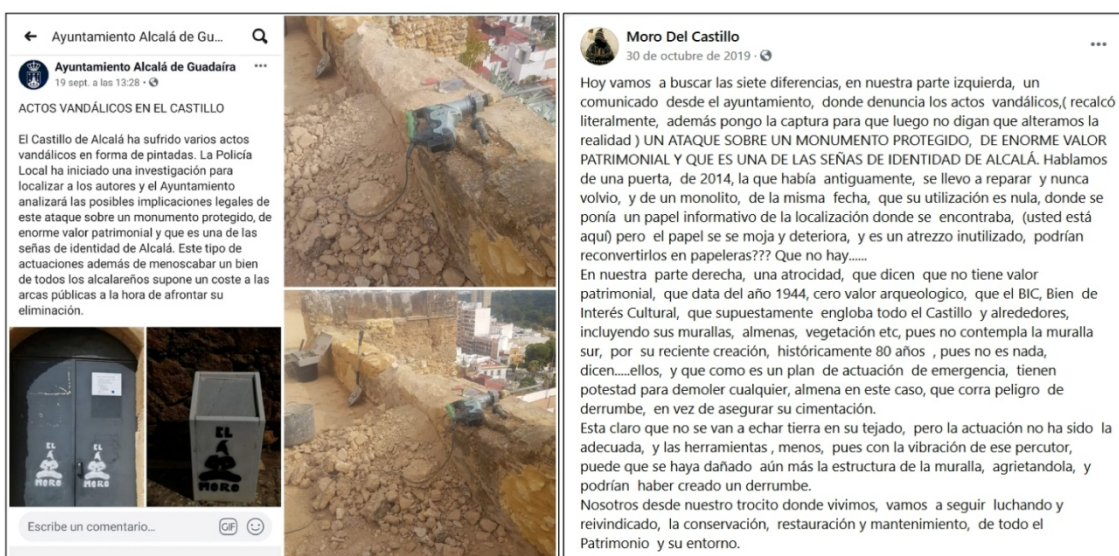 Ayuntamiento Alcalá de Gu...
Ayuntamiento Alcalá de Guadaíra
19 sept. a las 13:28 ·
ACTOS VANDÁLICOS EN EL CASTILLO
El Castillo de Alcalá ha sufrido varios actos
vandálicos en forma de pintadas. La Policía
Local ha iniciado una investigación para
localizar a los autores y el Ayuntamiento
analizará las posibles implicaciones legales de
este ataque sobre un monumento protegido, de
enorme valor patrimonial y que es una de las
señas de identidad de Alcalá. Este tipo de
actuaciones además de menoscabar un bien
de todos los alcalareños supone un coste a las
arcas públicas a la hora de afrontar su
eliminación.
EL
MORO
EL
MORO
EL
MORO
Escribe un comentario...
GIF
Moro Del Castillo
30 de octubre de 2019 ·
Hoy vamos a buscar las siete diferencias, en nuestra parte izquierda, un
comunicado desde el ayuntamiento, donde denuncia los actos vandálicos,( recalcó
literalmente, además pongo la captura para que luego no digan que alteramos la
realidad ) UN ATAQUE SOBRE UN MONUMENTO PROTEGIDO, DE ENORME VALOR
PATRIMONIAL Y QUE ES UNA DE LAS SEÑAS DE IDENTIDAD DE ALCALÁ. Hablamos
de una puerta, de 2014, la que había antiguamente, se llevo a reparar y nunca
volvio, y de un monolito, de la misma fecha, que su utilización es nula, donde se
ponía un papel informativo de la localización donde se encontraba, (usted está
aquí) pero el papel se se moja y deteriora, y es un atrezzo inutilizado, podrían
reconvertirlos en papeleras??? Que no hay......
En nuestra parte derecha, una atrocidad, que dicen que no tiene valor
patrimonial, que data del año 1944, cero valor arqueologico, que el BIC, Bien de
Interés Cultural, que supuestamente engloba todo el Castillo y alrededores,
incluyendo sus murallas, almenas, vegetación etc, pues no contempla la muralla
sur, por su reciente creación, históricamente 80 años , pues no es nada,
dicen.....ellos, y que como es un plan de actuación de emergencia, tienen
potestad para demoler cualquier, almena en este caso, que corra peligro de
derrumbe, en vez de asegurar su cimentación.
Esta claro que no se van a echar tierra en su tejado, pero la actuación no ha sido la
adecuada, y las herramientas , menos, pues con la vibración de ese percutor,
puede que se haya dañado aún más la estructura de la muralla, agrietandola, y
podrían haber creado un derrumbe.
Nosotros desde nuestro trocito donde vivimos, vamos a seguir luchando y
reivindicado, la conservación, restauración y mantenimiento, de todo el
Patrimonio y su entorno.